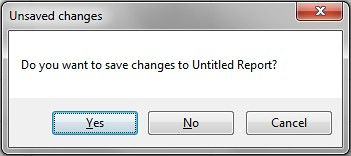 Unsaved changes
Do you want to save changes to Untitled Report?
Yes No Cancel